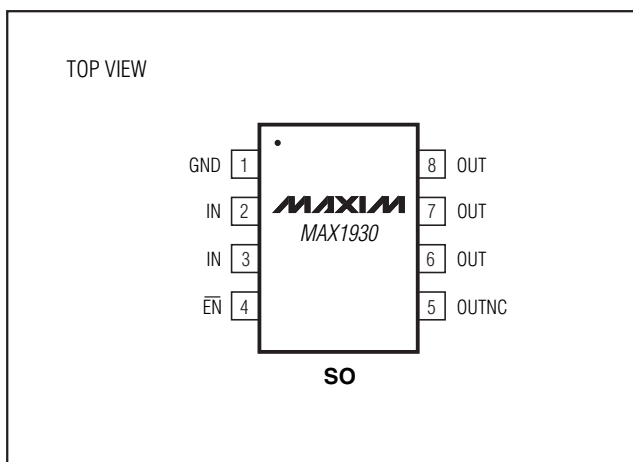 TOP VIEW
GND 1
8 OUT
IN 2
MAXIM
7 OUT
MAX1930
IN 3
6 OUT
E̅N̅ 4
5 OUTNC
SO